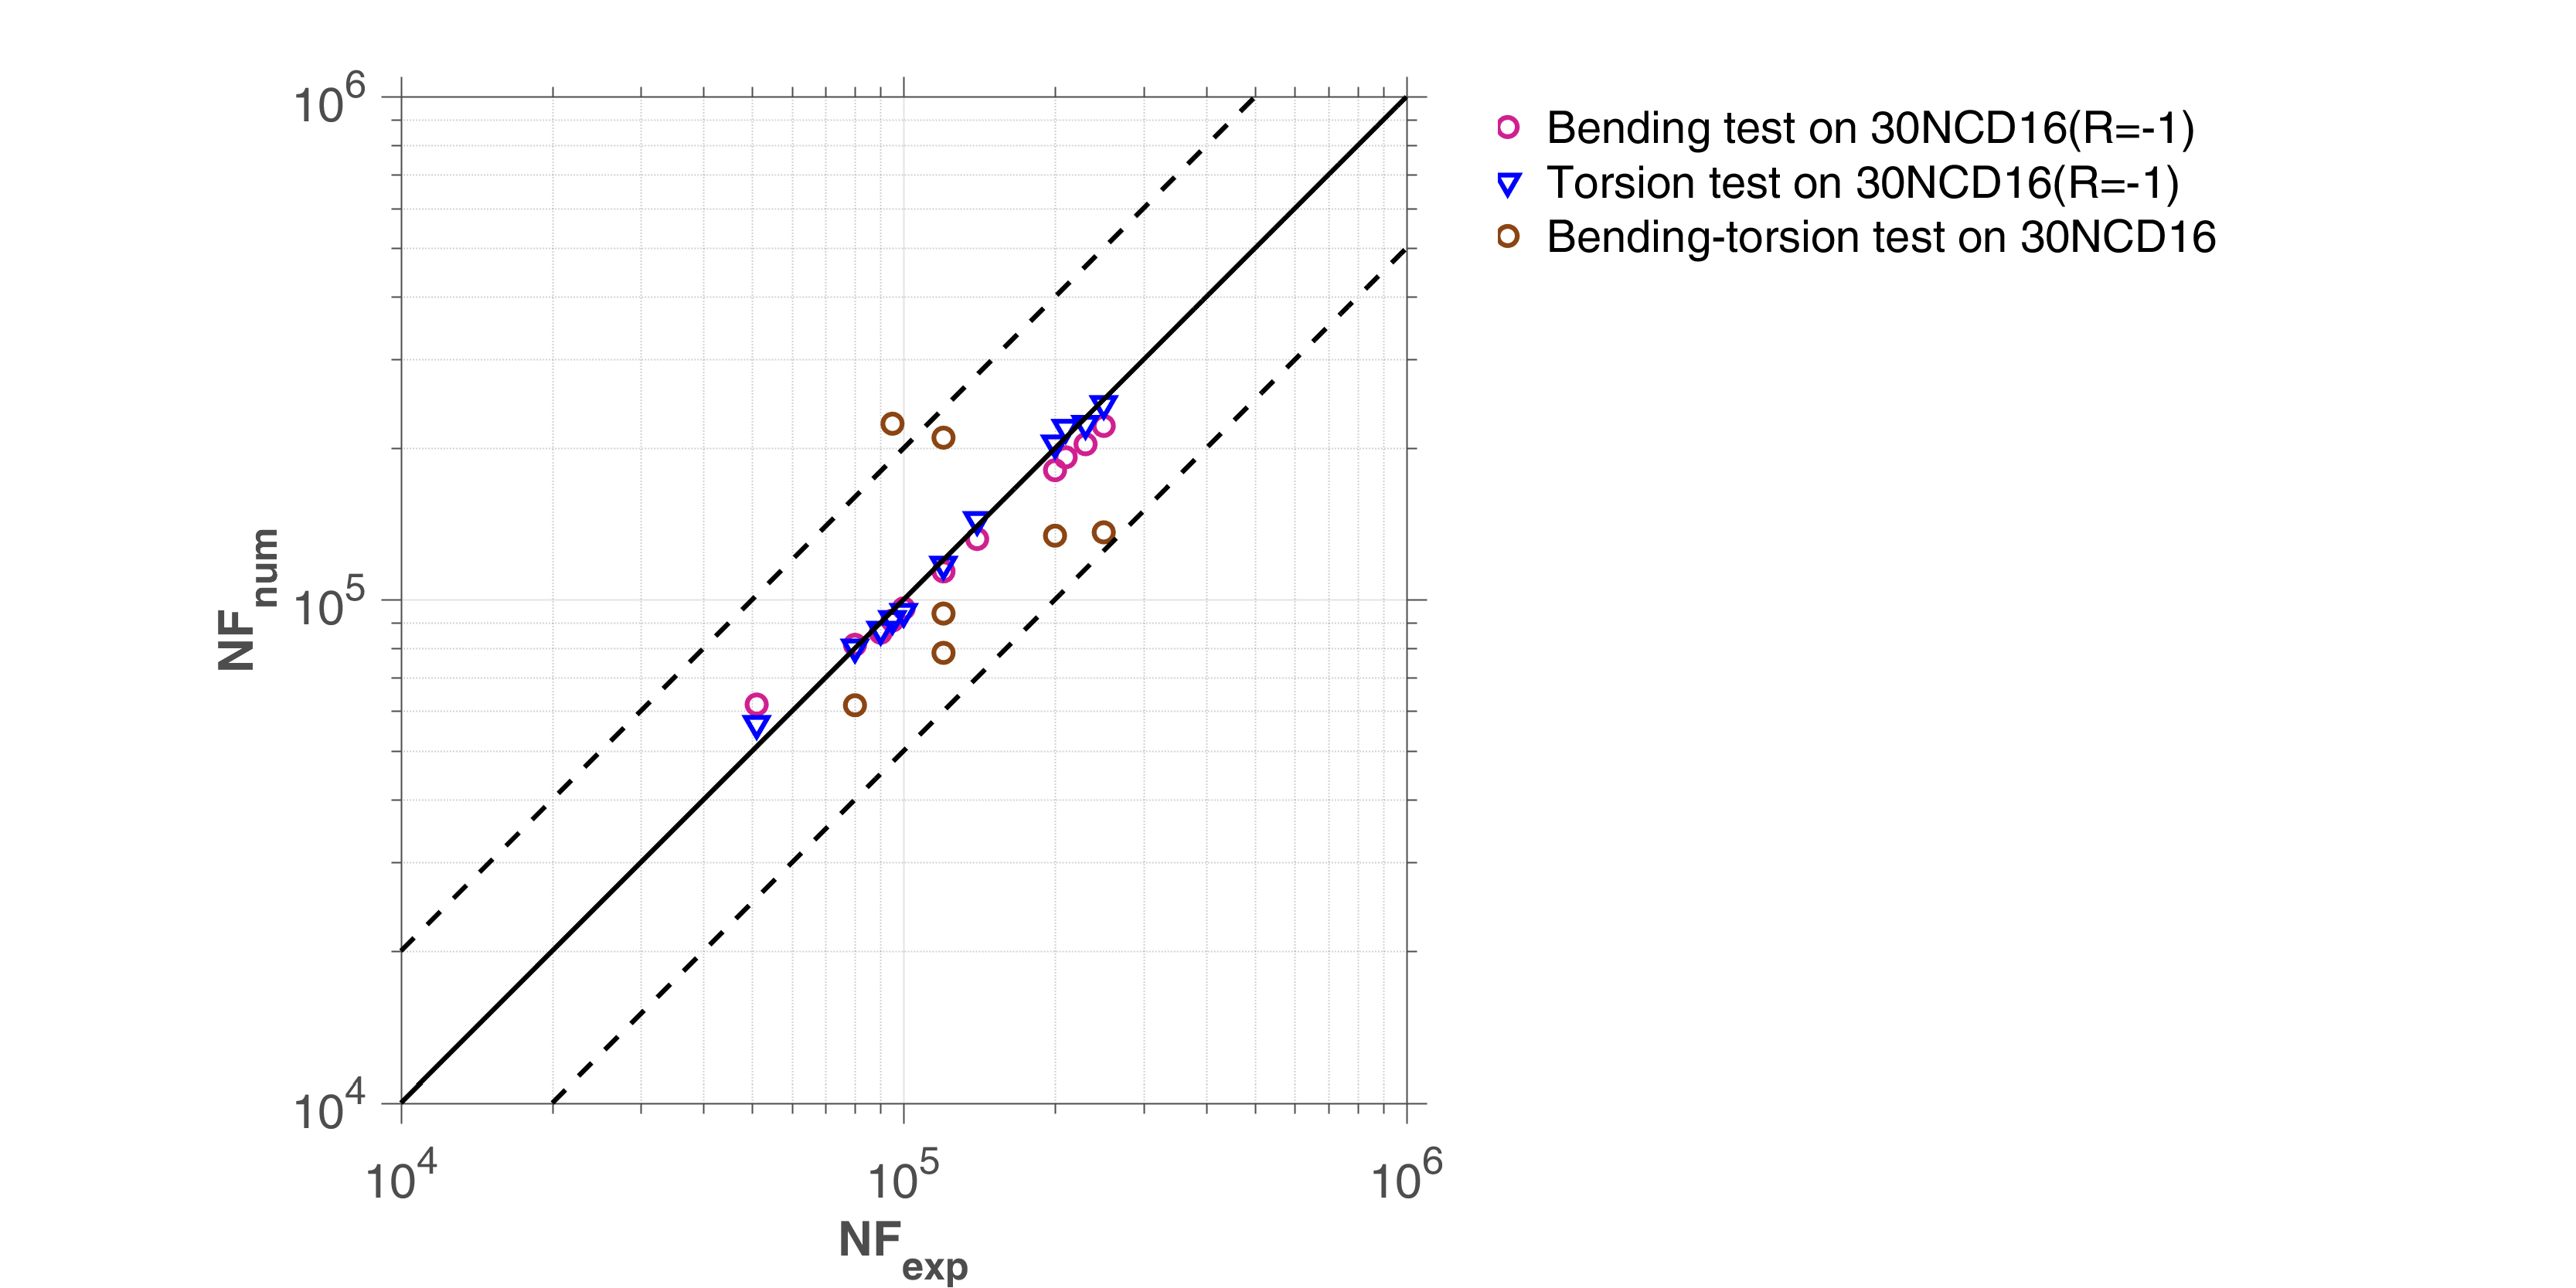 10^6
10^5
10^4
NF_num
10^4 10^5 10^6
NF_exp
Bending test on 30NCD16(R=-1)
Torsion test on 30NCD16(R=-1)
Bending-torsion test on 30NCD16